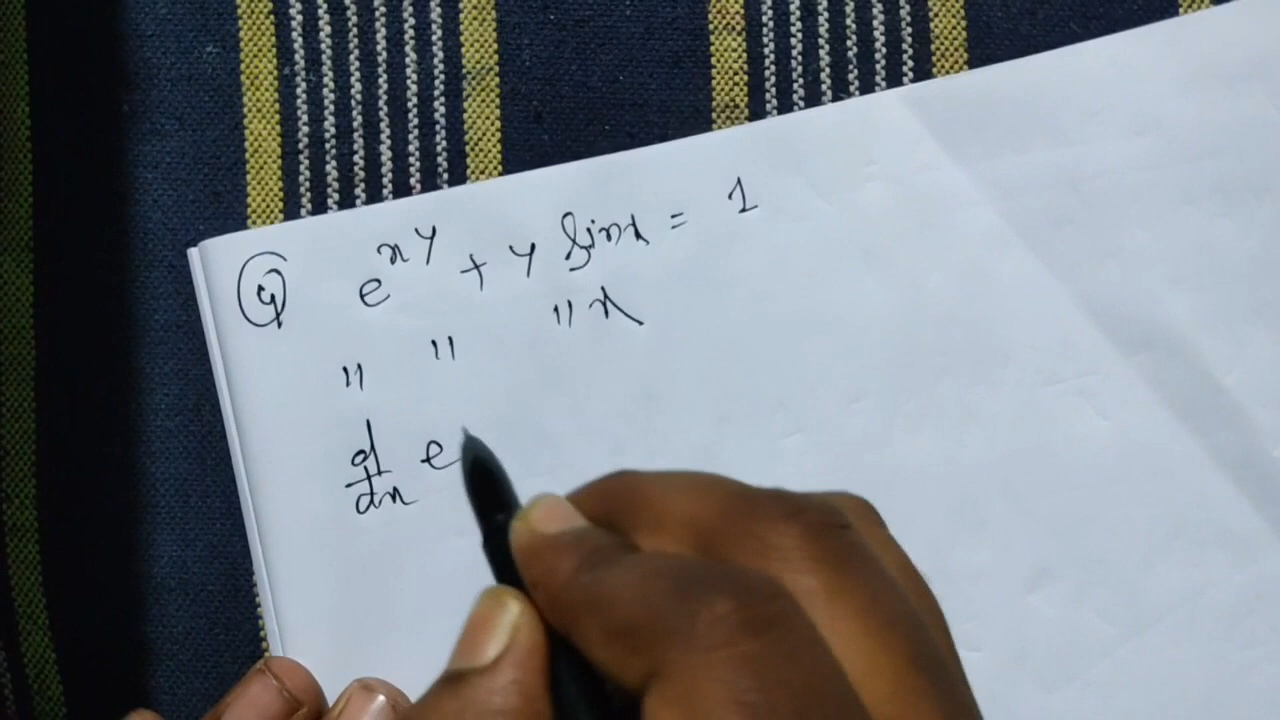 Q e^{xy} + y sinx = 1
" " " x
d/dx e